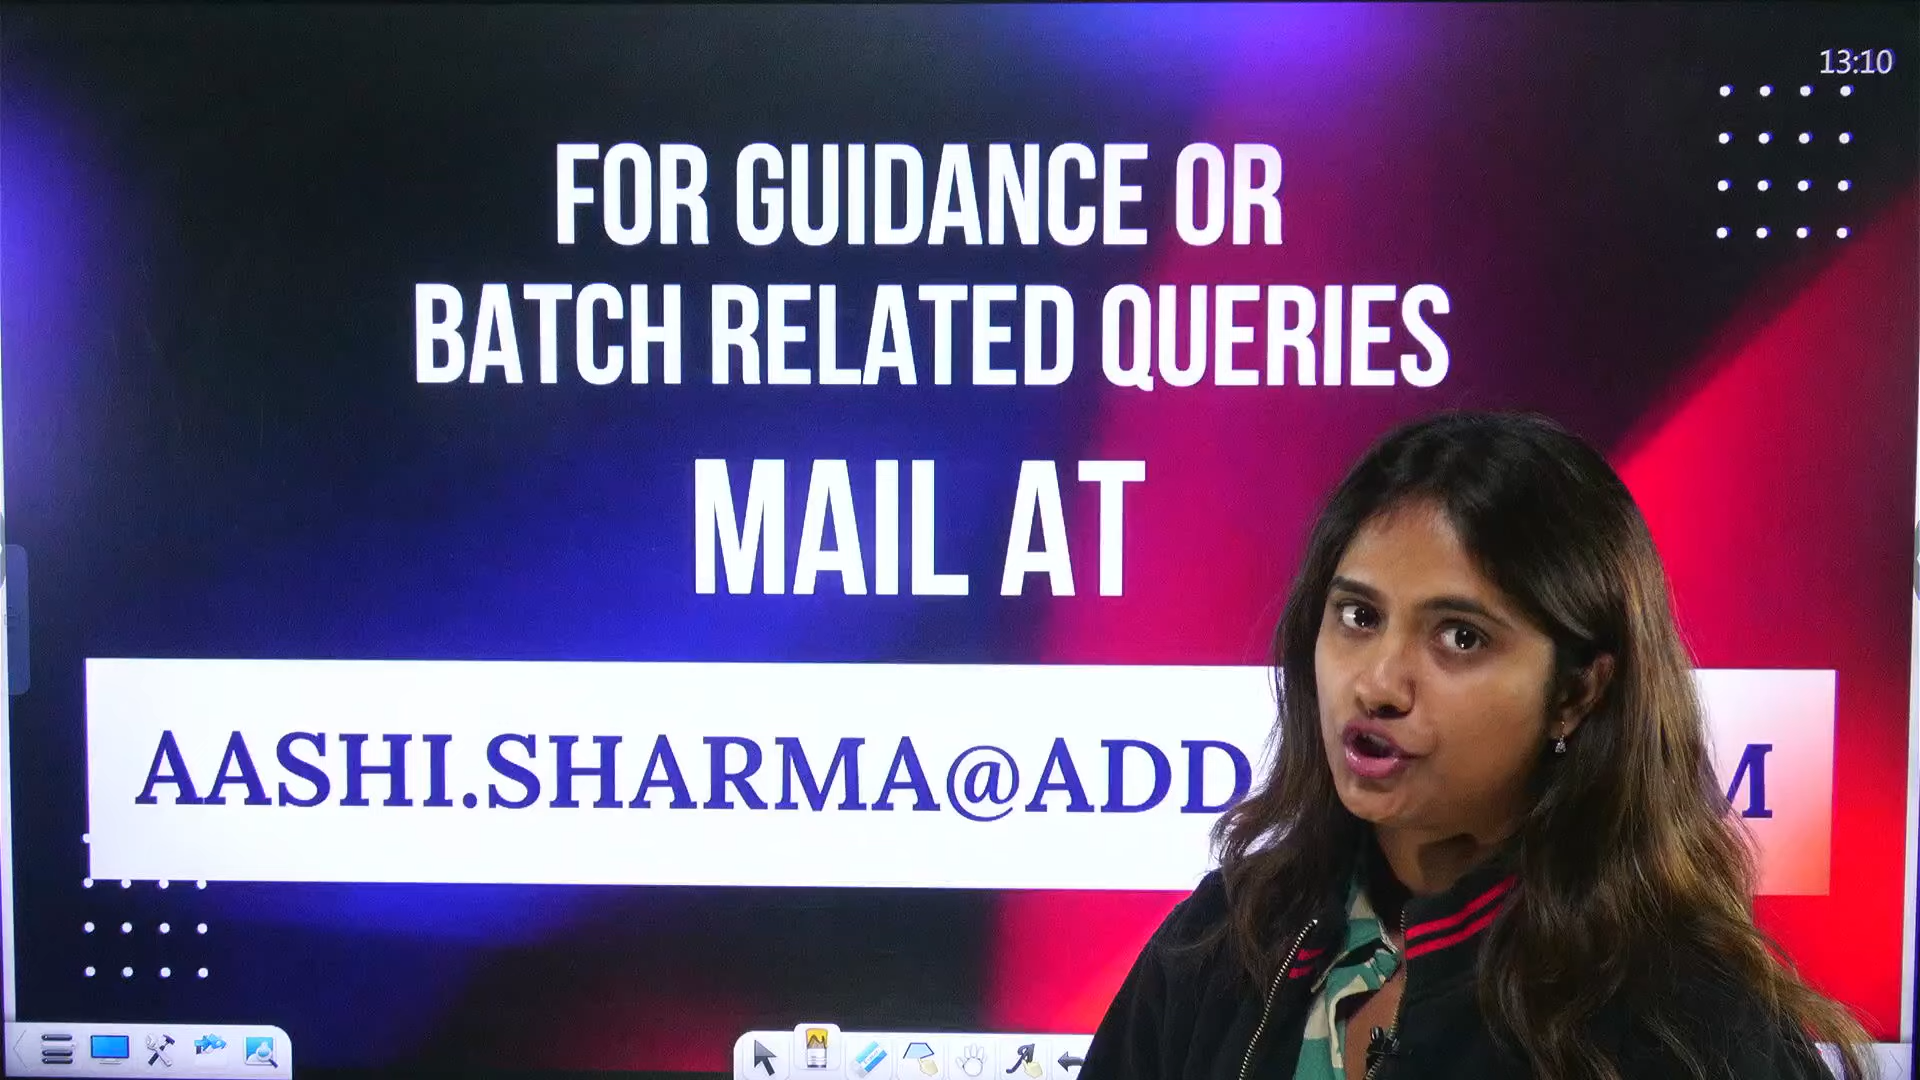 13:10
FOR GUIDANCE OR
BATCH RELATED QUERIES
MAIL AT
AASHI.SHARMA@ADD